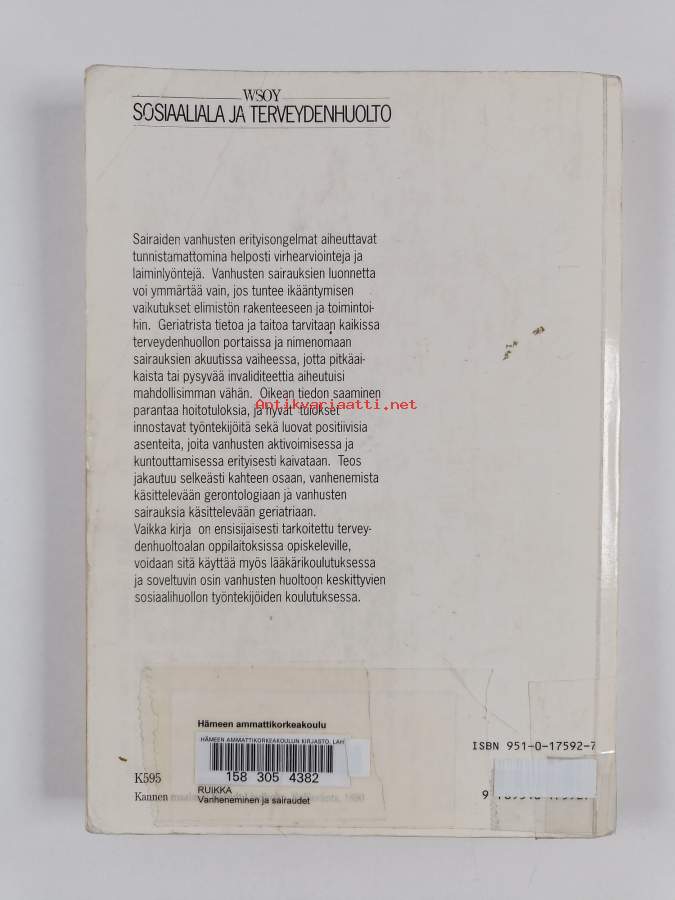 WSOY
SOSIAALIALA JA TERVEYDENHUOLTO
Sairaiden vanhusten erityisongelmat aiheuttavat
tunnistamattomina helposti virhearviointeja ja
laiminlyöntejä. Vanhusten sairauksien luonnetta
voi ymmärtää vain, jos tuntee ikääntymisen
vaikutukset elimistön rakenteeseen ja toimintoi-
hin. Geriatrista tietoa ja taitoa tarvitaan kaikissa
terveydenhuollon portaissa ja nimenomaan
sairauksien akuutissa vaiheessa, jotta pitkäai-
kaista tai pysyvää invaliditeettia aiheutuisi
mahdollisimman vähän. Oikean tiedon saaminen
Antikvariaatti.net
parantaa hoitotuloksia, ja hyvät tulokset
innostavat työntekijöitä sekä luovat positiivisia
asenteita, joita vanhusten aktivoimisessa ja
kuntouttamisessa erityisesti kaivataan. Teos
jakautuu selkeästi kahteen osaan, vanhenemista
käsittelevään gerontologiaan ja vanhusten
sairauksia käsittelevään geriatriaan.
Vaikka kirja on ensisijaisesti tarkoitettu tervey-
denhuoltoalan oppilaitoksissa opiskeleville,
voidaan sitä käyttää myös lääkärikoulutuksessa
ja soveltuvin osin vanhusten huoltoon keskittyvien
sosiaalihuollon työntekijöiden koulutuksessa.
Hämeen ammattikorkeakoulu
HÄMEEN AMMATTIKORKEAKOULUN KIRJASTO, LAH
158 305 4382
RUIKKA
Vanheneminen ja sairaudet
K595
Kannen
ISBN 951-0-17592-7
9